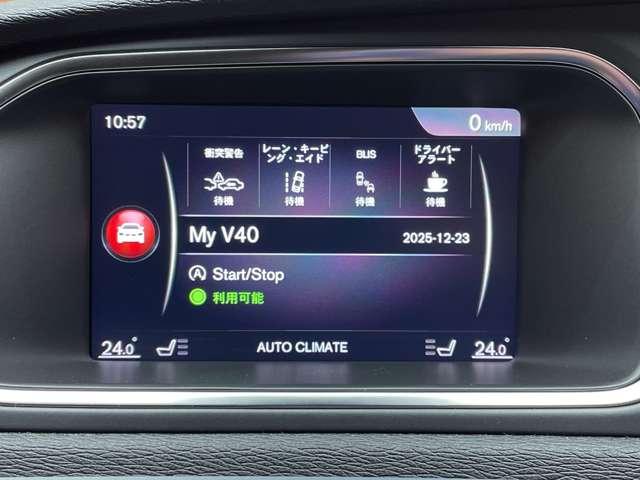 10:57
0 km/h
衝突警告
レーン・キーピ
ング・エイド
BLIS
ドライバー
アラート
待機
待機
待機
待機
My V40
2025-12-23
A Start/Stop
利用可能
24.0°
AUTO CLIMATE
24.0°